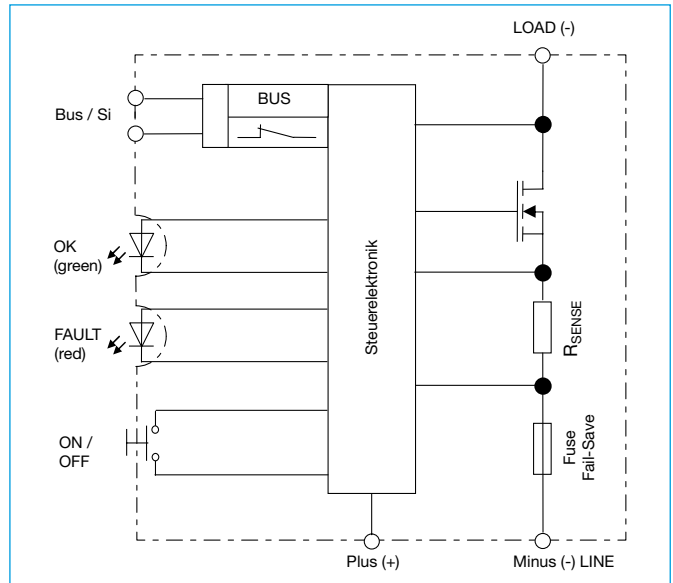 LOAD (-)
Bus / Si
BUS
OK
(green)
FAULT
(red)
ON /
OFF
Steuerelektronik
RSENSE
Fuse
Fail-Save
Plus (+)
Minus (-) LINE